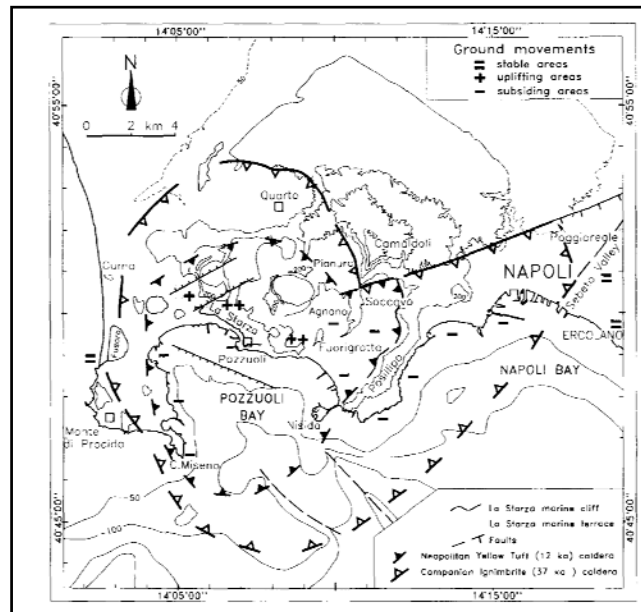 14°05'00" 14°15'00"
Ground movements
= stable areas
+ uplifting areas
- subsiding areas
N
40°55'00" 40°55'00"
0 2 km 4
50
Quarto
Camaldoli
Poggioreale
Pianura
Cuma
NAPOLI
Sebeto Valley
Soccavo
200
Agnano
La Starza
Fuorigrotta
ERCOLANO
Fusaro
Pozzuoli
Posillipo
NAPOLI BAY
POZZUOLI
BAY
Nisida
Monte
di Procida
C.Miseno
-50
-100
40°45'00" 40°45'00"
La Starza marine cliff
La Starza marine terrace
Faults
Neapolitan Yellow Tuff (12 ka) caldera
Companian Ignimbrite (37 ka ) caldera
14°05'00" 14°15'00"